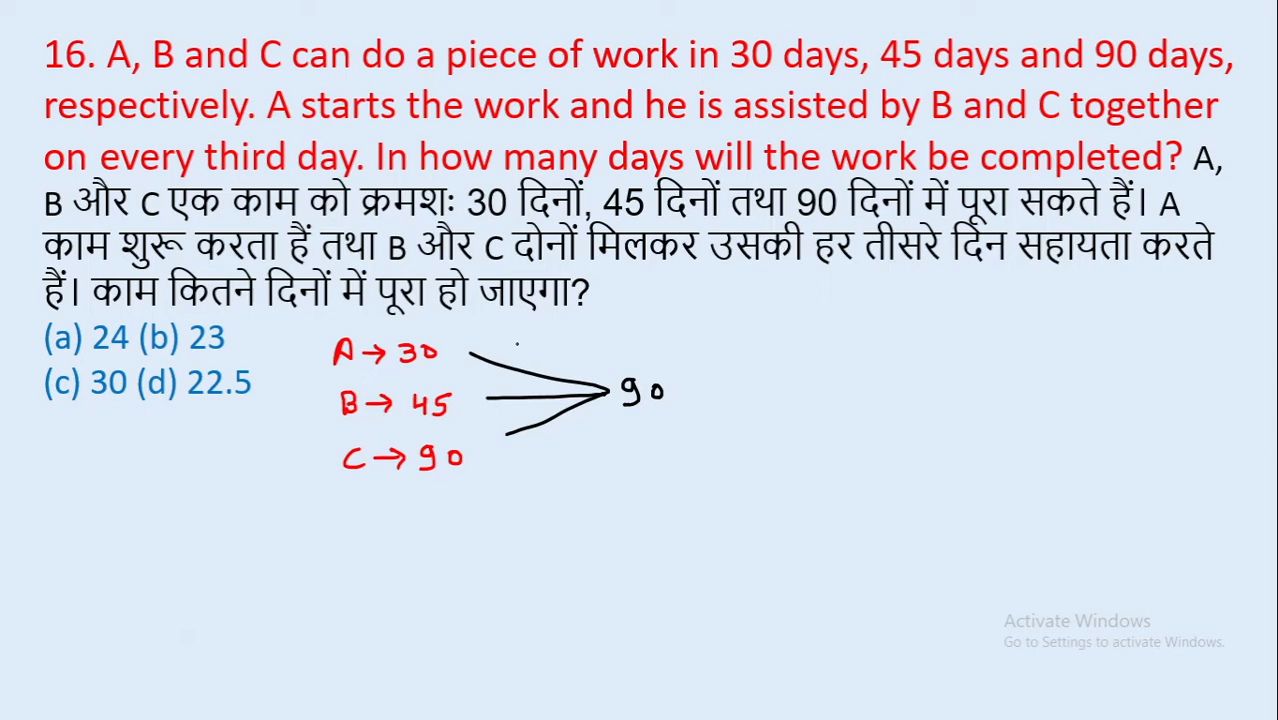 16. A, B and C can do a piece of work in 30 days, 45 days and 90 days,
respectively. A starts the work and he is assisted by B and C together
on every third day. In how many days will the work be completed? A,
B और C एक काम को क्रमशः 30 दिनों, 45 दिनों तथा 90 दिनों में पूरा सकते हैं। A
काम शुरू करता हैं तथा B और C दोनों मिलकर उसकी हर तीसरे दिन सहायता करते
हैं। काम कितने दिनों में पूरा हो जाएगा?
(a) 24 (b) 23
(c) 30 (d) 22.5
A → 30
B → 45
C → 90
90
Activate Windows
Go to Settings to activate Windows.